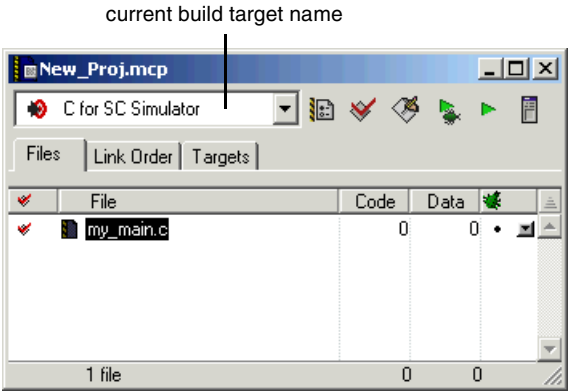 current build target name
New_Proj.mcp
C for SC Simulator
Files Link Order Targets
File Code Data
my_main.c 0 0
1 file 0 0